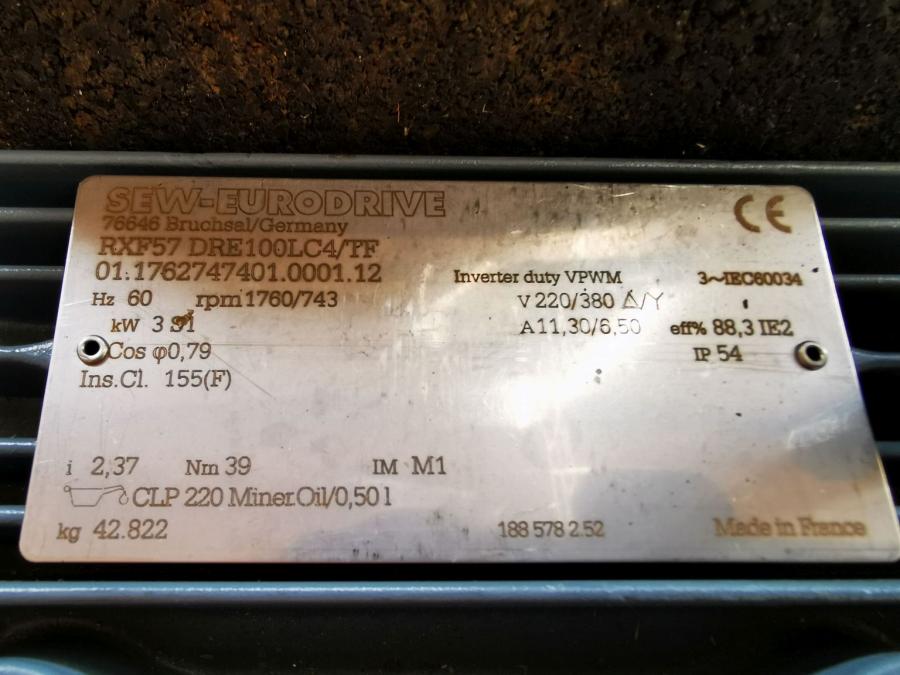 SEW-EURODRIVE
CE
76646 Bruchsal/Germany
RXF57 DRE100LC4/TF
01.1762747401.0001.12
Inverter duty VPWM 3~IEC60034
Hz 60 rpm 1760/743 V 220/380 Δ/Y
kW 3 S1 A 11,30/6,50 eff% 88,3 IE2
Cos φ 0,79 IP 54
Ins.Cl. 155(F)
i 2,37 Nm 39 IM M1
CLP 220 Miner.Oil/0,50 l
kg 42.822 188 578 2.52 Made in France